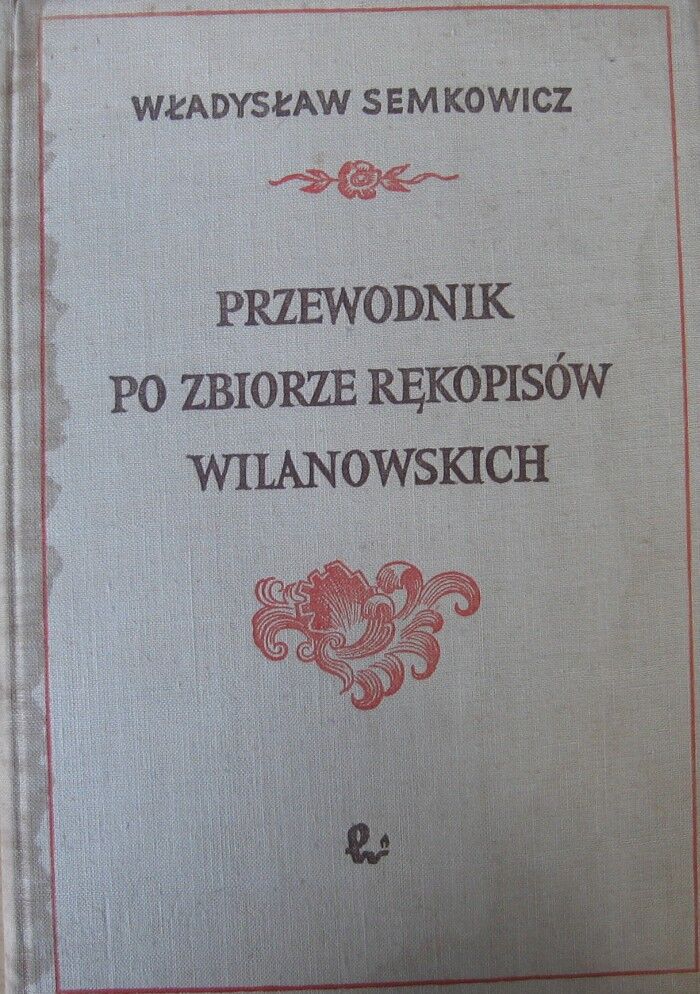 WŁADYSŁAW SEMKOWICZ
PRZEWODNIK
PO ZBIORZE RĘKOPISÓW
WILANOWSKICH